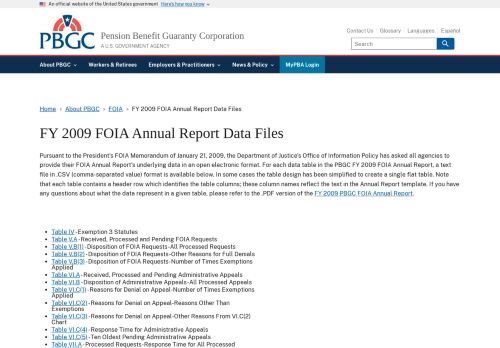 An official website of the United States government Here's how you know
PBGC
Pension Benefit Guaranty Corporation
A U.S. GOVERNMENT AGENCY
Contact Us Glossary Languages Español
Search
About PBGC Workers & Retirees Employers & Practitioners News & Policy MyPBA Login
Home › About PBGC › FOIA › FY 2009 FOIA Annual Report Data Files
FY 2009 FOIA Annual Report Data Files
Pursuant to the President's FOIA Memorandum of January 21, 2009, the Department of Justice's Office of Information Policy has asked all agencies to
provide their FOIA Annual Report's underlying data in an open electronic format. For each data table in the PBGC FY 2009 FOIA Annual Report, a text
file in .CSV (comma-separated value) format is available below. In some cases the table design has been simplified to create a single flat table. Note
that each table contains a header row which identifies the table columns; these column names reflect the text in the Annual Report template. If you have
any questions about what the data represent in a given table, please refer to the .PDF version of the FY 2009 PBGC FOIA Annual Report.
Table IV - Exemption 3 Statutes
Table V.A - Received, Processed and Pending FOIA Requests
Table V.B(1) - Disposition of FOIA Requests-All Processed Requests
Table V.B(2) - Disposition of FOIA Requests-Other Reasons for Full Denials
Table V.B(3) - Disposition of FOIA Requests-Number of Times Exemptions
Applied
Table VI.A - Received, Processed and Pending Administrative Appeals
Table VI.B - Disposition of Administrative Appeals-All Processed Appeals
Table VI.C(1) - Reasons for Denial on Appeal-Number of Times Exemptions
Applied
Table VI.C(2) - Reasons for Denial on Appeal-Reasons Other Than
Exemptions
Table VI.C(3) - Reasons for Denial on Appeal-Other Reasons From VI.C(2)
Chart
Table VI.C(4) - Response Time for Administrative Appeals
Table VI.C(5) - Ten Oldest Pending Administrative Appeals
Table VII.A - Processed Requests-Response Time for All Processed